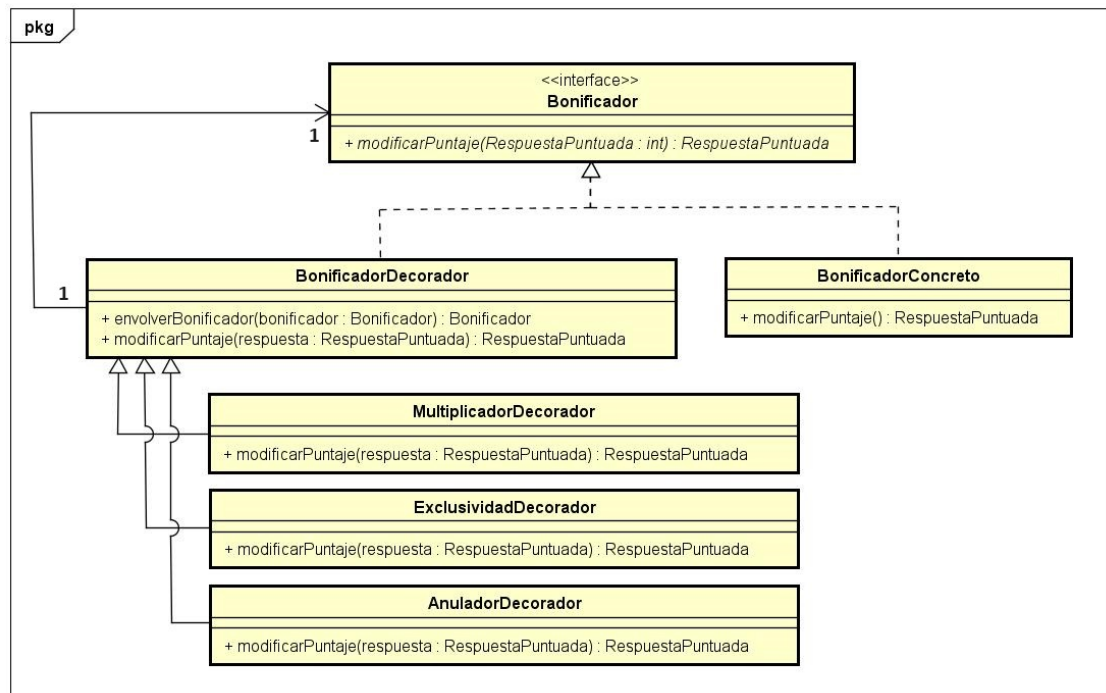 pkg
<<interface>>
Bonificador
1
+ modificarPuntaje(RespuestaPuntuada : int) : RespuestaPuntuada
BonificadorDecorador
BonificadorConcreto
1
+ envolverBonificador(bonificador : Bonificador) : Bonificador
+ modificarPuntaje(respuesta : RespuestaPuntuada) : RespuestaPuntuada
+ modificarPuntaje() : RespuestaPuntuada
MultiplicadorDecorador
+ modificarPuntaje(respuesta : RespuestaPuntuada) : RespuestaPuntuada
ExclusividadDecorador
+ modificarPuntaje(respuesta : RespuestaPuntuada) : RespuestaPuntuada
AnuladorDecorador
+ modificarPuntaje(respuesta : RespuestaPuntuada) : RespuestaPuntuada